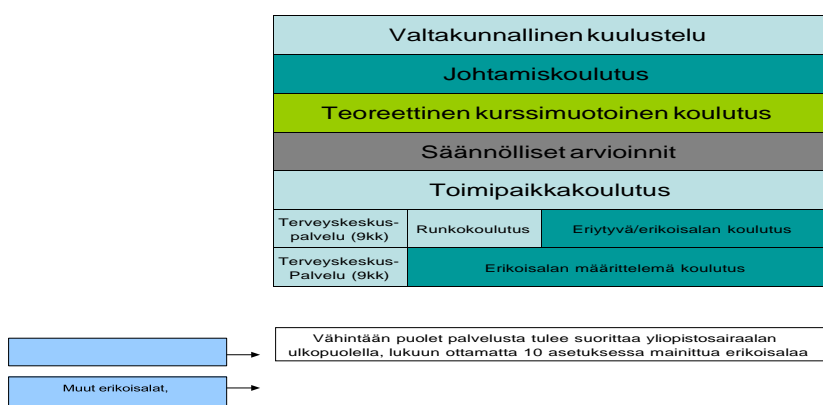 Valtakunnallinen kuulustelu
Johtamiskoulutus
Teoreettinen kurssimuotoinen koulutus
Säännölliset arvioinnit
Toimipaikkakoulutus
Terveyskeskus-
palvelu (9kk)
Runkokoulutus
Eriytyvä/erikoisalan koulutus
Terveyskeskus-
Palvelu (9kk)
Erikoisalan määrittelemä koulutus
Vähintään puolet palvelusta tulee suorittaa yliopistosairaalan
ulkopuolella, lukuun ottamatta 10 asetuksessa mainittua erikoisalaa
Muut erikoisalat,